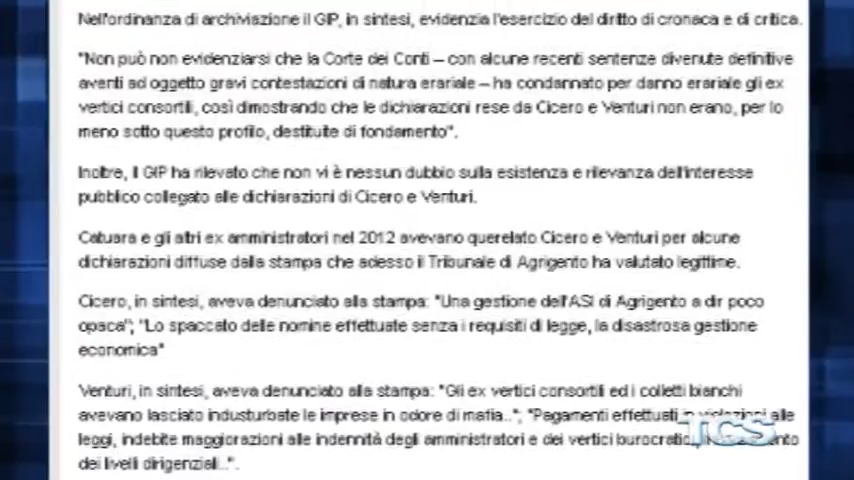 Nell'ordinanza di archiviazione il GIP, in sintesi, evidenzia l'esercizio del diritto di cronaca e di critica.
"Non può non evidenziarsi che la Corte dei Conti – con alcune recenti sentenze divenute definitive
aventi ad oggetto gravi contestazioni di natura erariale – ha condannato per danno erariale gli ex
vertici consortili, così dimostrando che le dichiarazioni rese da Cicero e Venturi non erano, per lo
meno sotto questo profilo, destituite di fondamento".
Inoltre, il GIP ha rilevato che non vi è nessun dubbio sulla esistenza e rilevanza dell'interesse
pubblico collegato alle dichiarazioni di Cicero e Venturi.
Catuara e gli altri ex amministratori nel 2012 avevano querelato Cicero e Venturi per alcune
dichiarazioni diffuse dalla stampa che adesso il Tribunale di Agrigento ha valutato legittime.
Cicero, in sintesi, aveva denunciato alla stampa: "Una gestione dell'ASI di Agrigento a dir poco
opaca"; "Lo spaccato delle nomine effettuate senza i requisiti di legge, la disastrosa gestione
economica"
Venturi, in sintesi, aveva denunciato alla stampa: "Gli ex vertici consortili ed i colletti bianchi
avevano lasciato indisturbate le imprese in odore di mafia.."; "Pagamenti effettuati in violazioni alle
leggi, indebite maggiorazioni alle indennità degli amministratori e dei vertici burocratici,
dei livelli dirigenziali..".
TCS